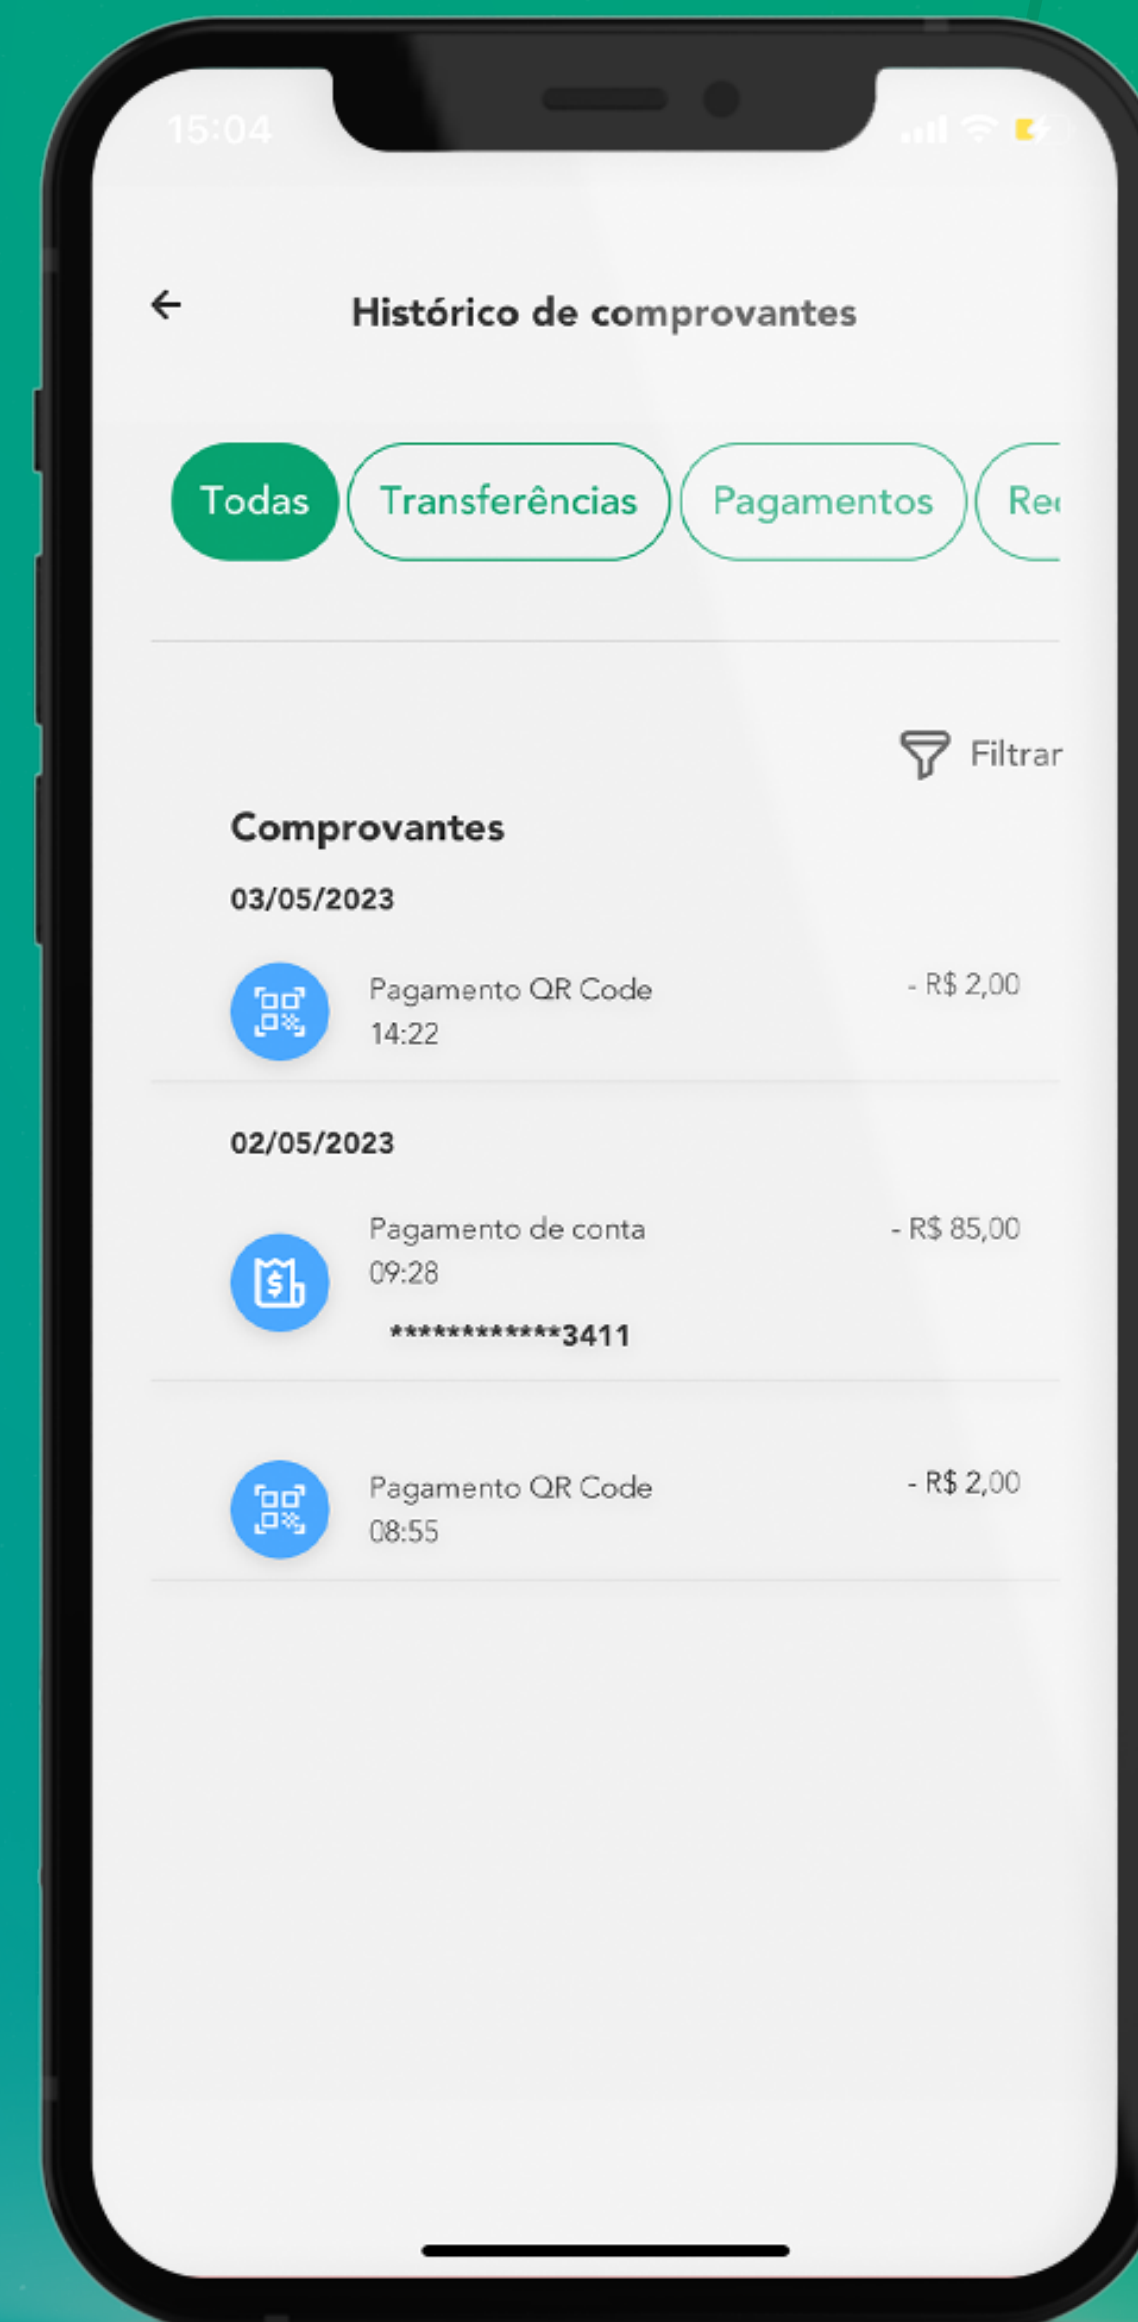 15:04
Histórico de comprovantes
Todas
Transferências
Pagamentos
Filtrar
Comprovantes
03/05/2023
Pagamento QR Code
- R$ 2,00
14:22
02/05/2023
Pagamento de conta
- R$ 85,00
09:28
************3411
Pagamento QR Code
- R$ 2,00
08:55